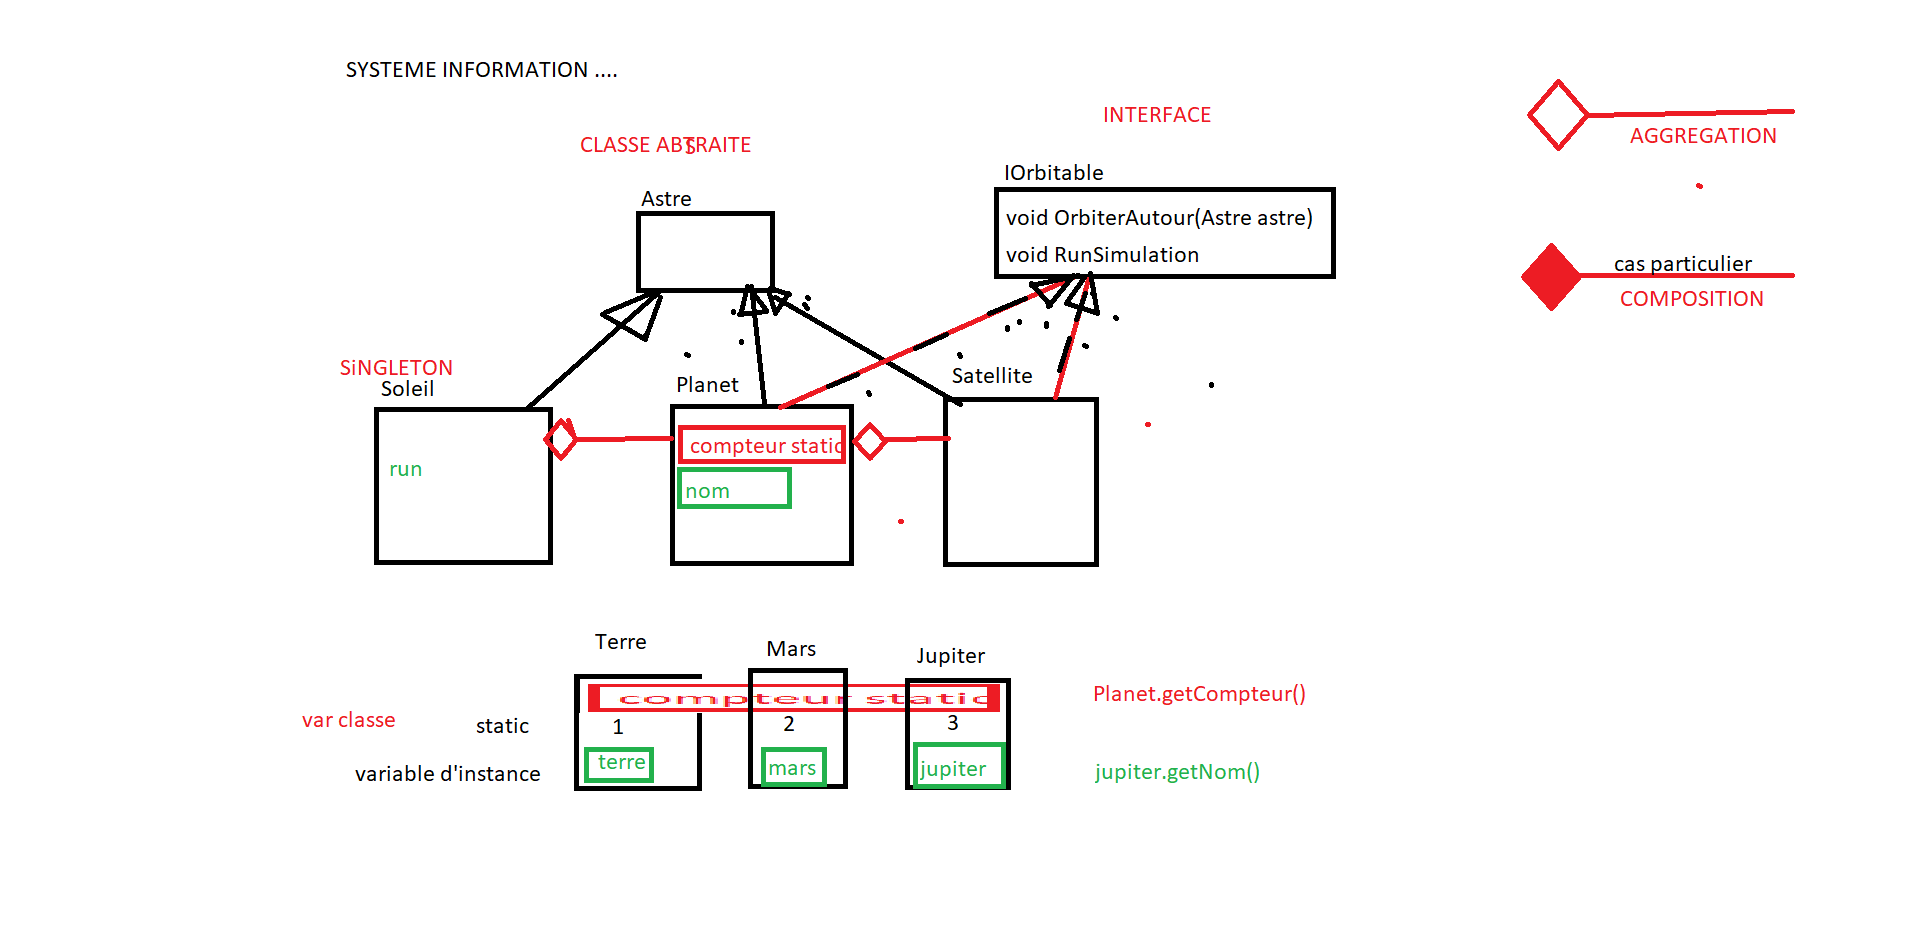 SYSTEME INFORMATION ....
INTERFACE
AGGREGATION
CLASSE ABSTRAITE
IOrbitable
Astre
void OrbiterAutour(Astre astre)
void RunSimulation
cas particulier
COMPOSITION
SiNGLETON
Soleil
Planet
Satellite
run
compteur static
nom
Terre
Mars
Jupiter
compteur static
Planet.getCompteur()
var classe
static
1
2
3
variable d'instance
terre
mars
jupiter
jupiter.getNom()